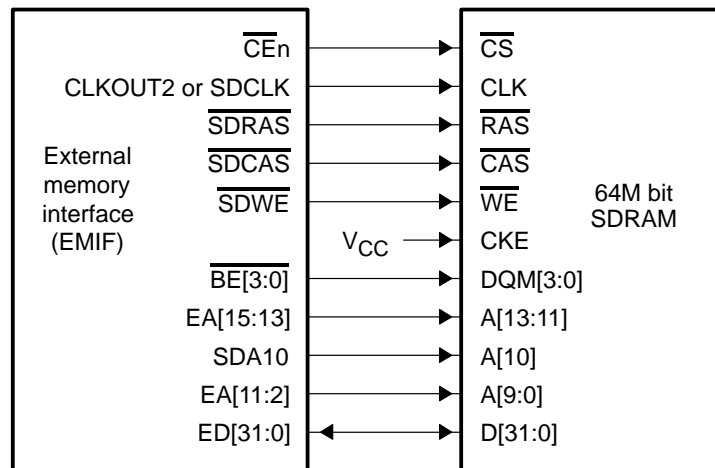 CEn CS
CLKOUT2 or SDCLK CLK
SDRAS RAS
External
memory
interface
(EMIF)
SDCAS CAS
SDWE WE
64M bit
SDRAM
VCC CKE
BE[3:0] DQM[3:0]
EA[15:13] A[13:11]
SDA10 A[10]
EA[11:2] A[9:0]
ED[31:0] D[31:0]